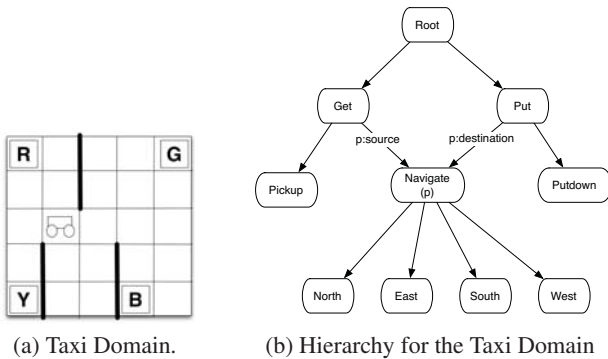 R
G
Y
B
(a) Taxi Domain.
Root
Get
Put
p:source
p:destination
Pickup
Navigate
(p)
Putdown
North
East
South
West
(b) Hierarchy for the Taxi Domain